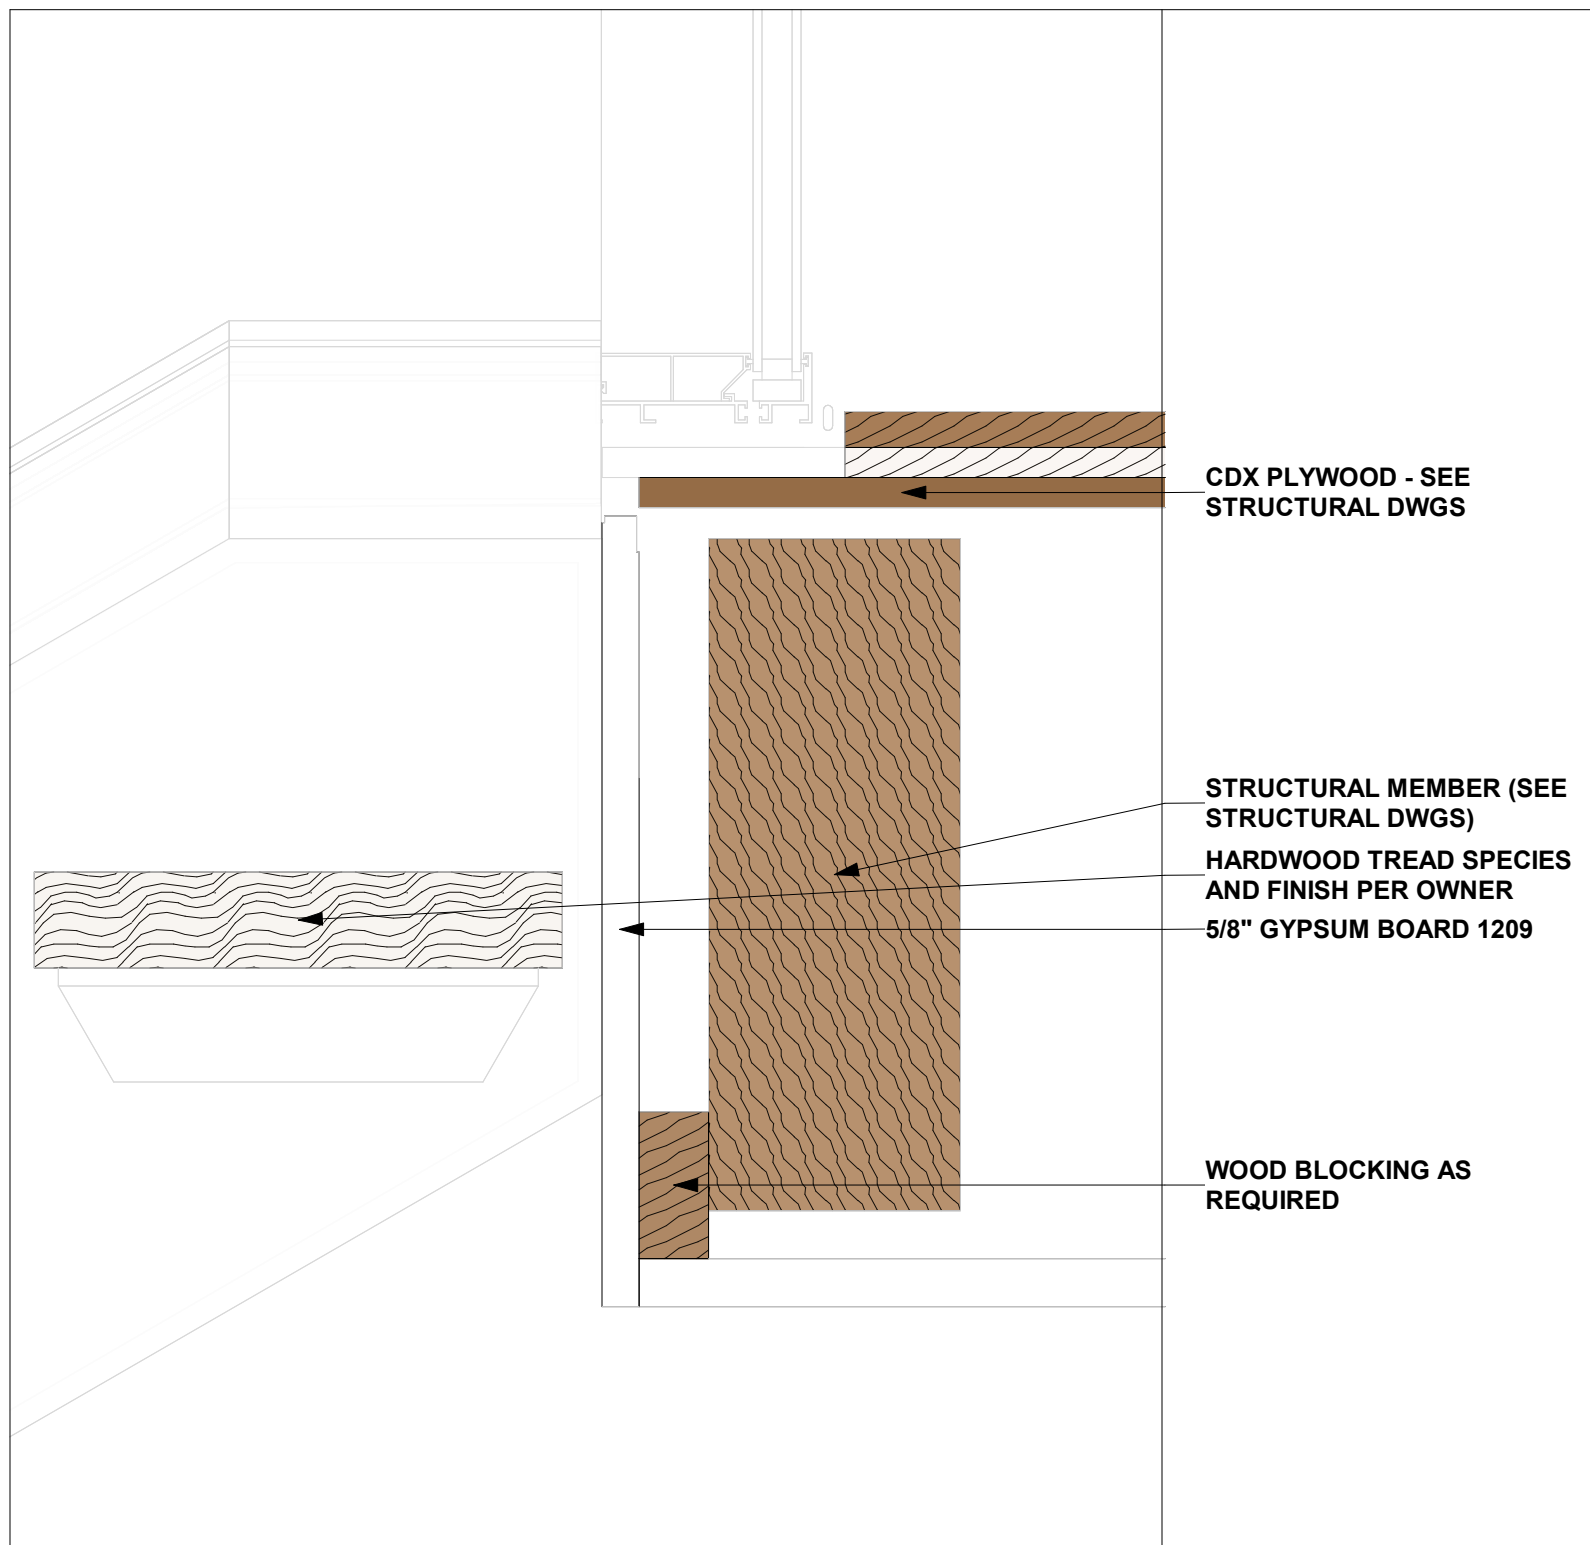 CDX PLYWOOD - SEE
STRUCTURAL DWGS
STRUCTURAL MEMBER (SEE
STRUCTURAL DWGS)
HARDWOOD TREAD SPECIES
AND FINISH PER OWNER
5/8" GYPSUM BOARD 1209
WOOD BLOCKING AS
REQUIRED